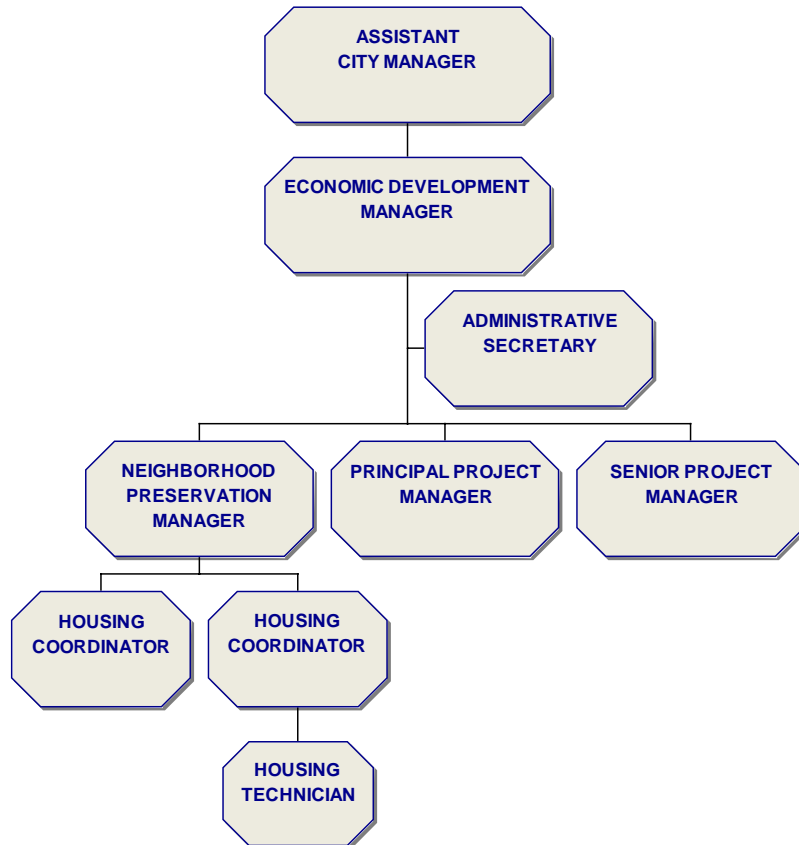 ASSISTANT
CITY MANAGER
ECONOMIC DEVELOPMENT
MANAGER
ADMINISTRATIVE
SECRETARY
NEIGHBORHOOD
PRESERVATION
MANAGER
PRINCIPAL PROJECT
MANAGER
SENIOR PROJECT
MANAGER
HOUSING
COORDINATOR
HOUSING
COORDINATOR
HOUSING
TECHNICIAN